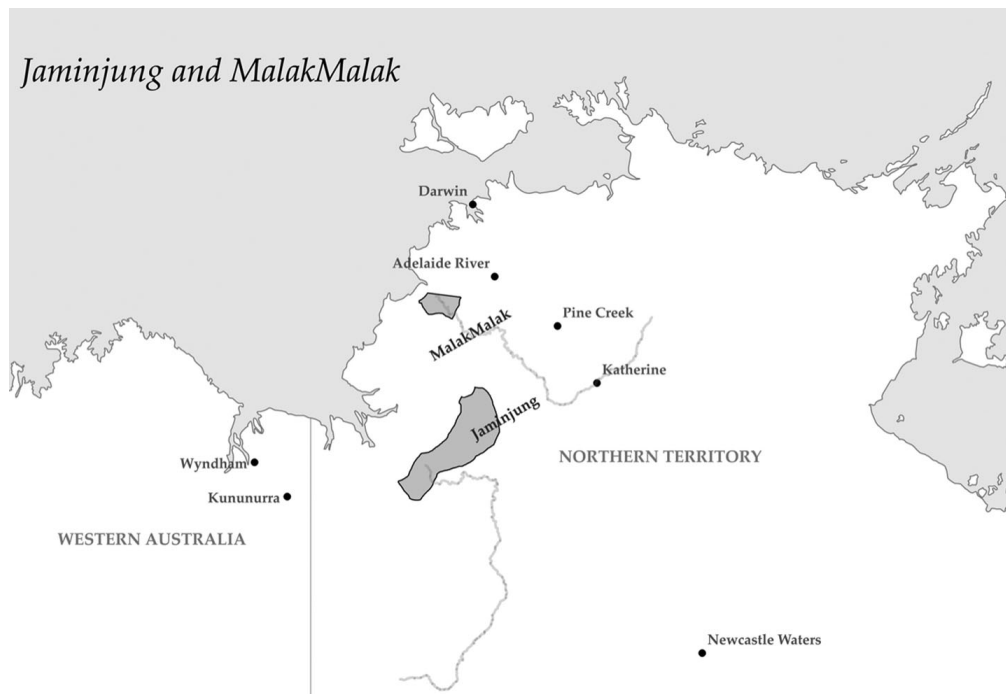 Jaminjung and MalakMalak
Darwin
Adelaide River
Pine Creek
MalakMalak
Katherine
Jaminjung
NORTHERN TERRITORY
Wyndham
Kununurra
WESTERN AUSTRALIA
Newcastle Waters